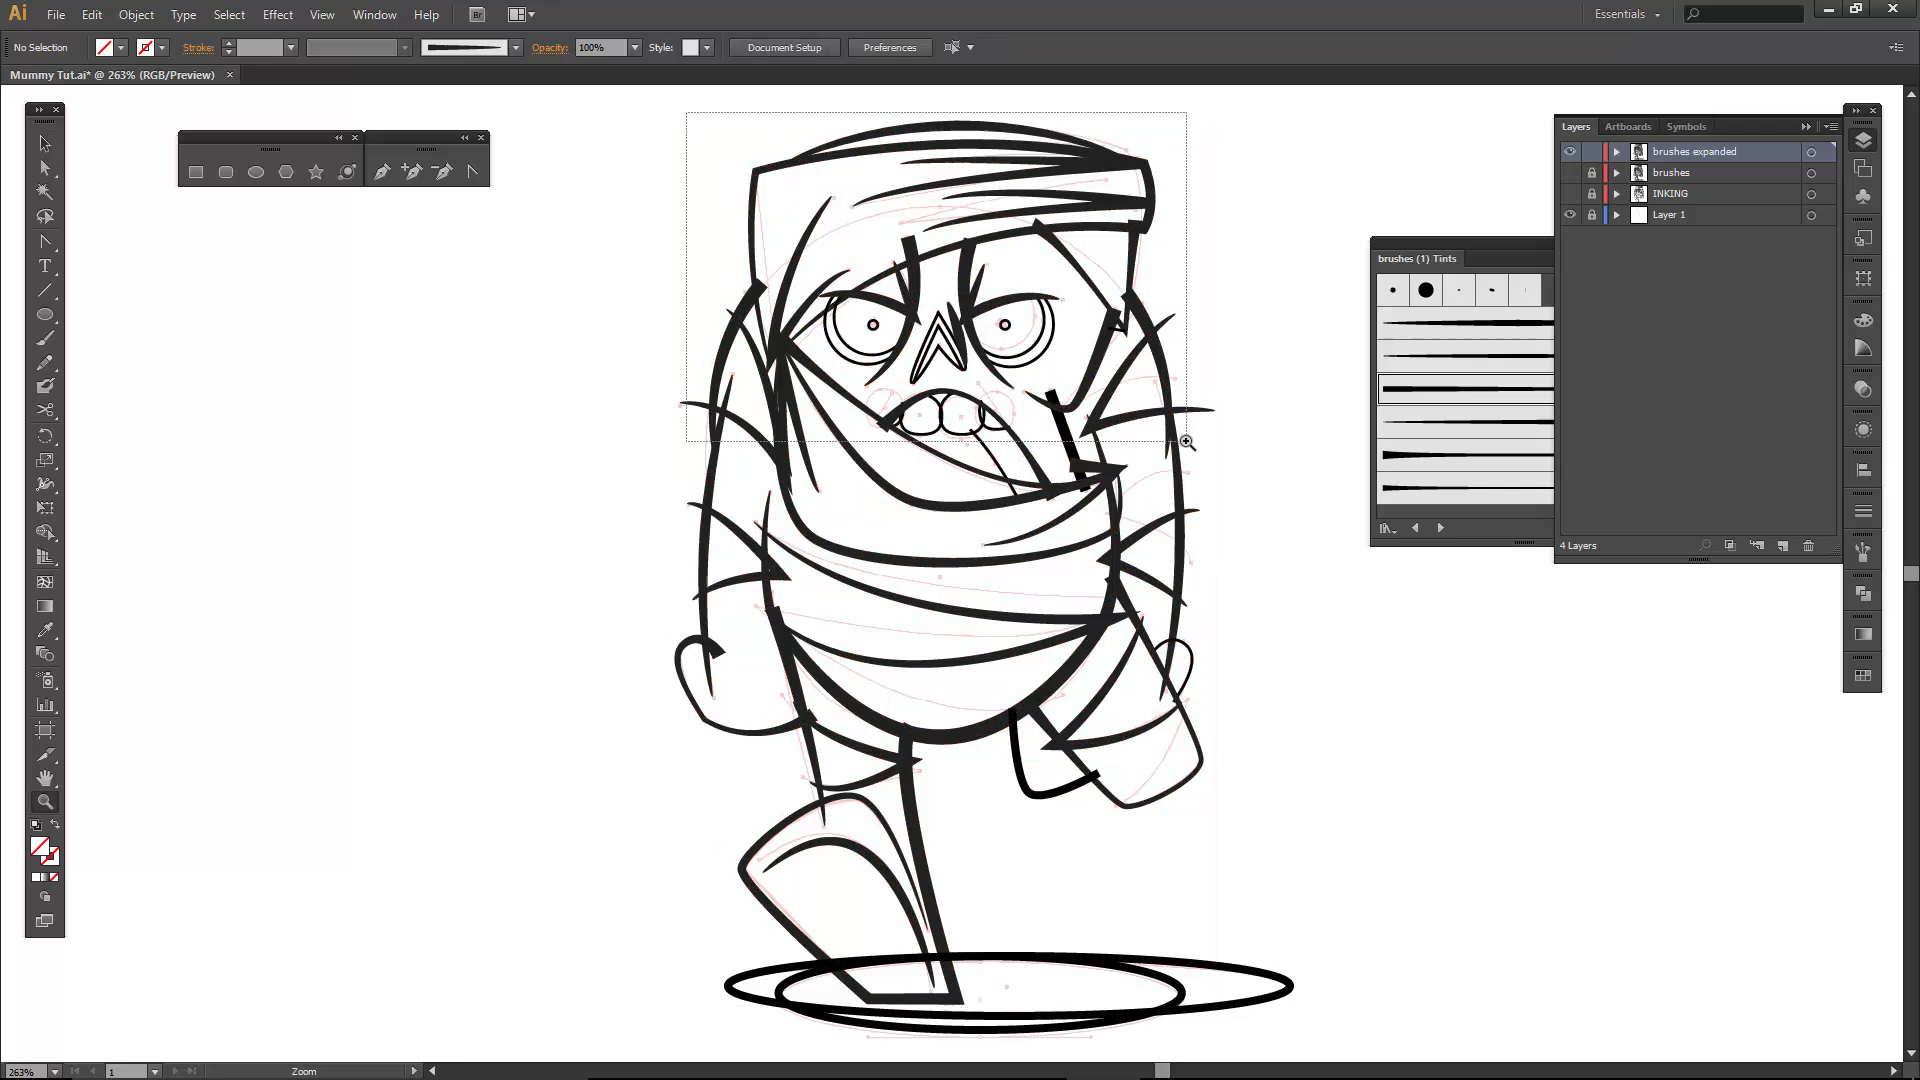 Ai File Edit Object Type Select Effect View Window Help Br Essentials
No Selection Stroke: Opacity: 100% Style: Document Setup Preferences
Mummy Tut.ai* @ 263% (RGB/Preview)
Layers Artboards Symbols
brushes expanded
brushes
INKING
Layer 1
brushes (1) Tints
4 Layers
263% 1 Zoom